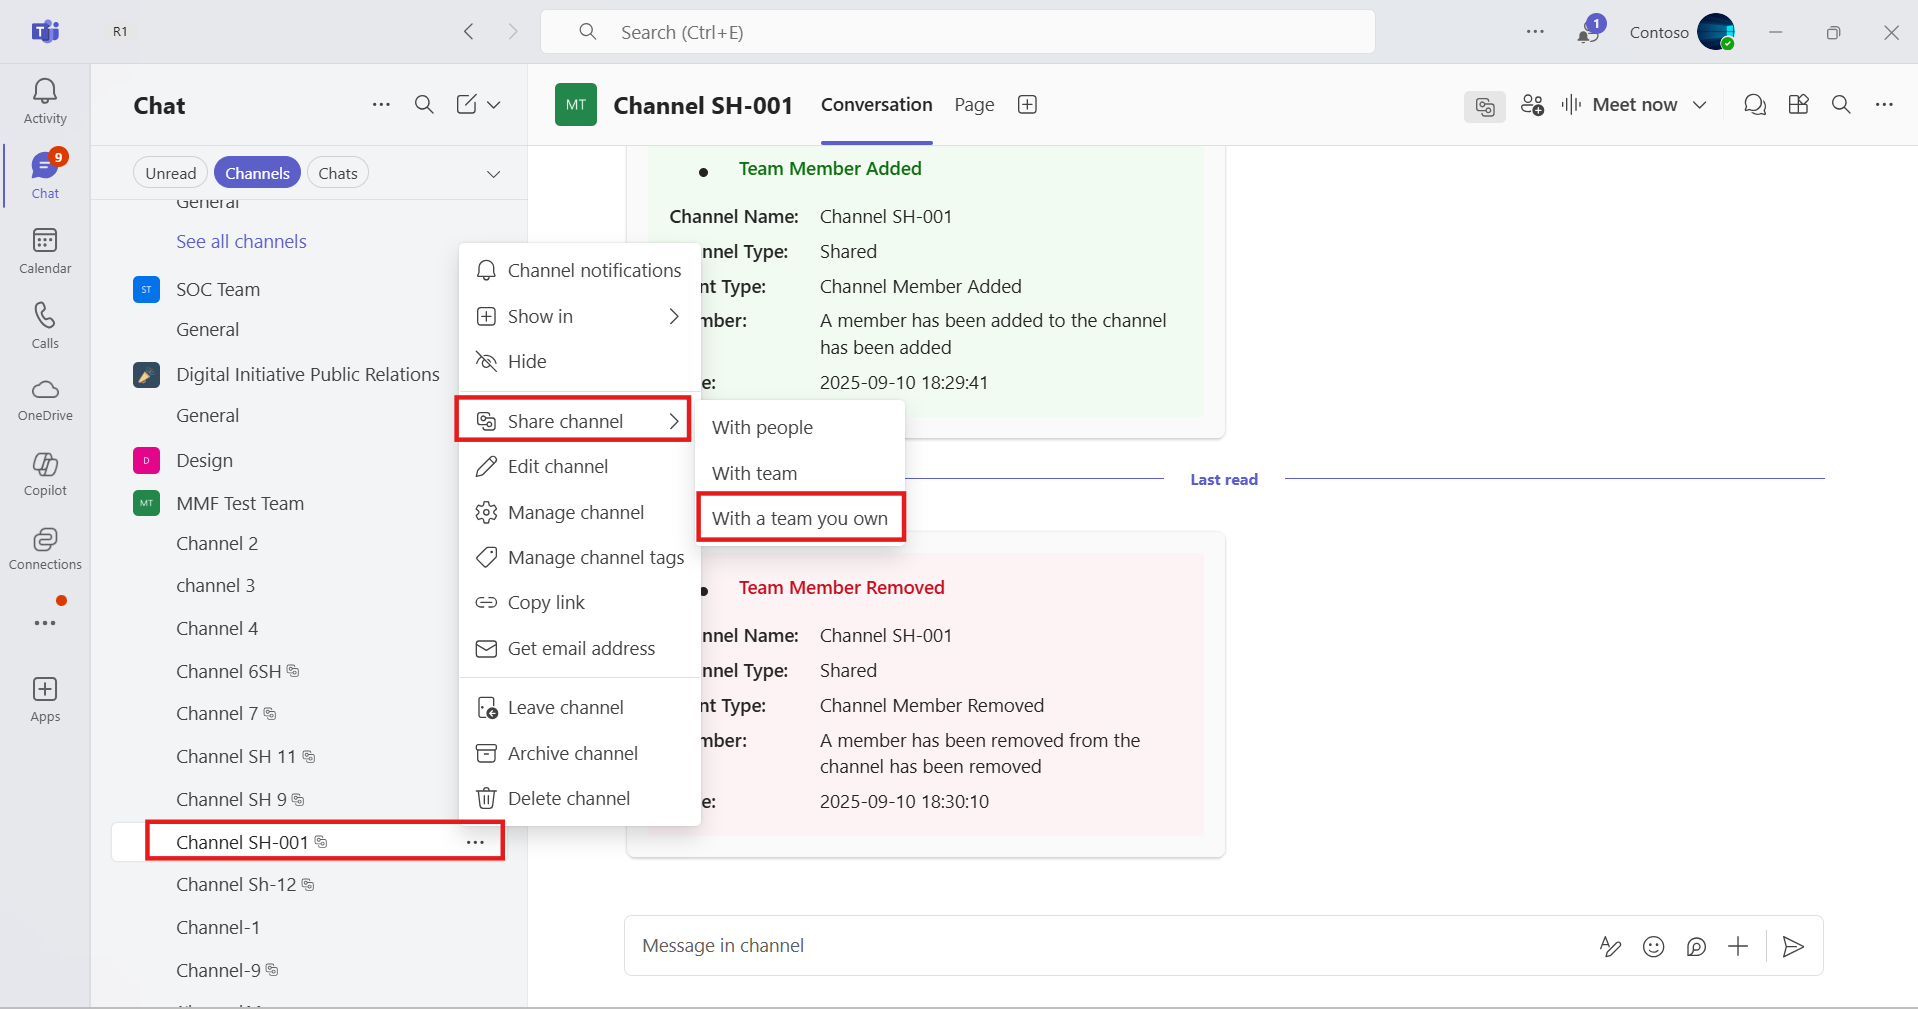 R1
Search (Ctrl+E)
1
Contoso
Activity
9
Chat
Calendar
Calls
OneDrive
Copilot
Connections
Apps
Chat
Unread
Channels
Chats
General
See all channels
ST
SOC Team
General
Digital Initiative Public Relations
General
D
Design
MT
MMF Test Team
Channel 2
channel 3
Channel 4
Channel 6SH
Channel 7
Channel SH 11
Channel SH 9
Channel SH-001
Channel Sh-12
Channel-1
Channel-9
Channel notifications
Show in
Hide
Share channel
Edit channel
Manage channel
Manage channel tags
Copy link
Get email address
Leave channel
Archive channel
Delete channel
With people
With team
With a team you own
MT
Channel SH-001
Conversation
Page
Meet now
Team Member Added
Channel Name: Channel SH-001
nnel Type: Shared
nt Type: Channel Member Added
mber: A member has been added to the channel
has been added
e: 2025-09-10 18:29:41
Last read
Team Member Removed
nnel Name: Channel SH-001
nnel Type: Shared
nt Type: Channel Member Removed
mber: A member has been removed from the
channel has been removed
e: 2025-09-10 18:30:10
Message in channel